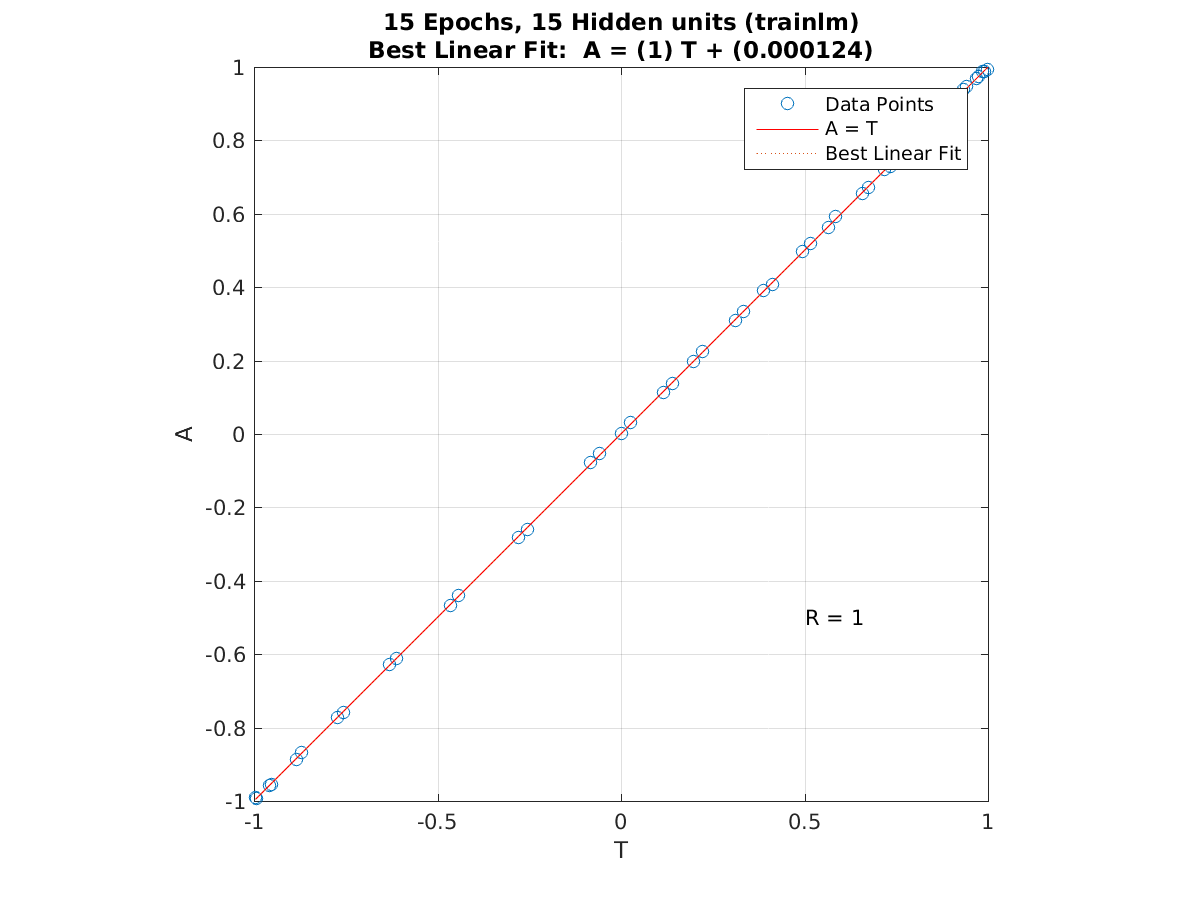 15 Epochs, 15 Hidden units (trainlm)
Best Linear Fit:  A = (1) T + (0.000124)
Data Points
A = T
Best Linear Fit
1
0.8
0.6
0.4
0.2
0
-0.2
-0.4
-0.6
-0.8
-1
A
R = 1
-1
-0.5
0
0.5
1
T